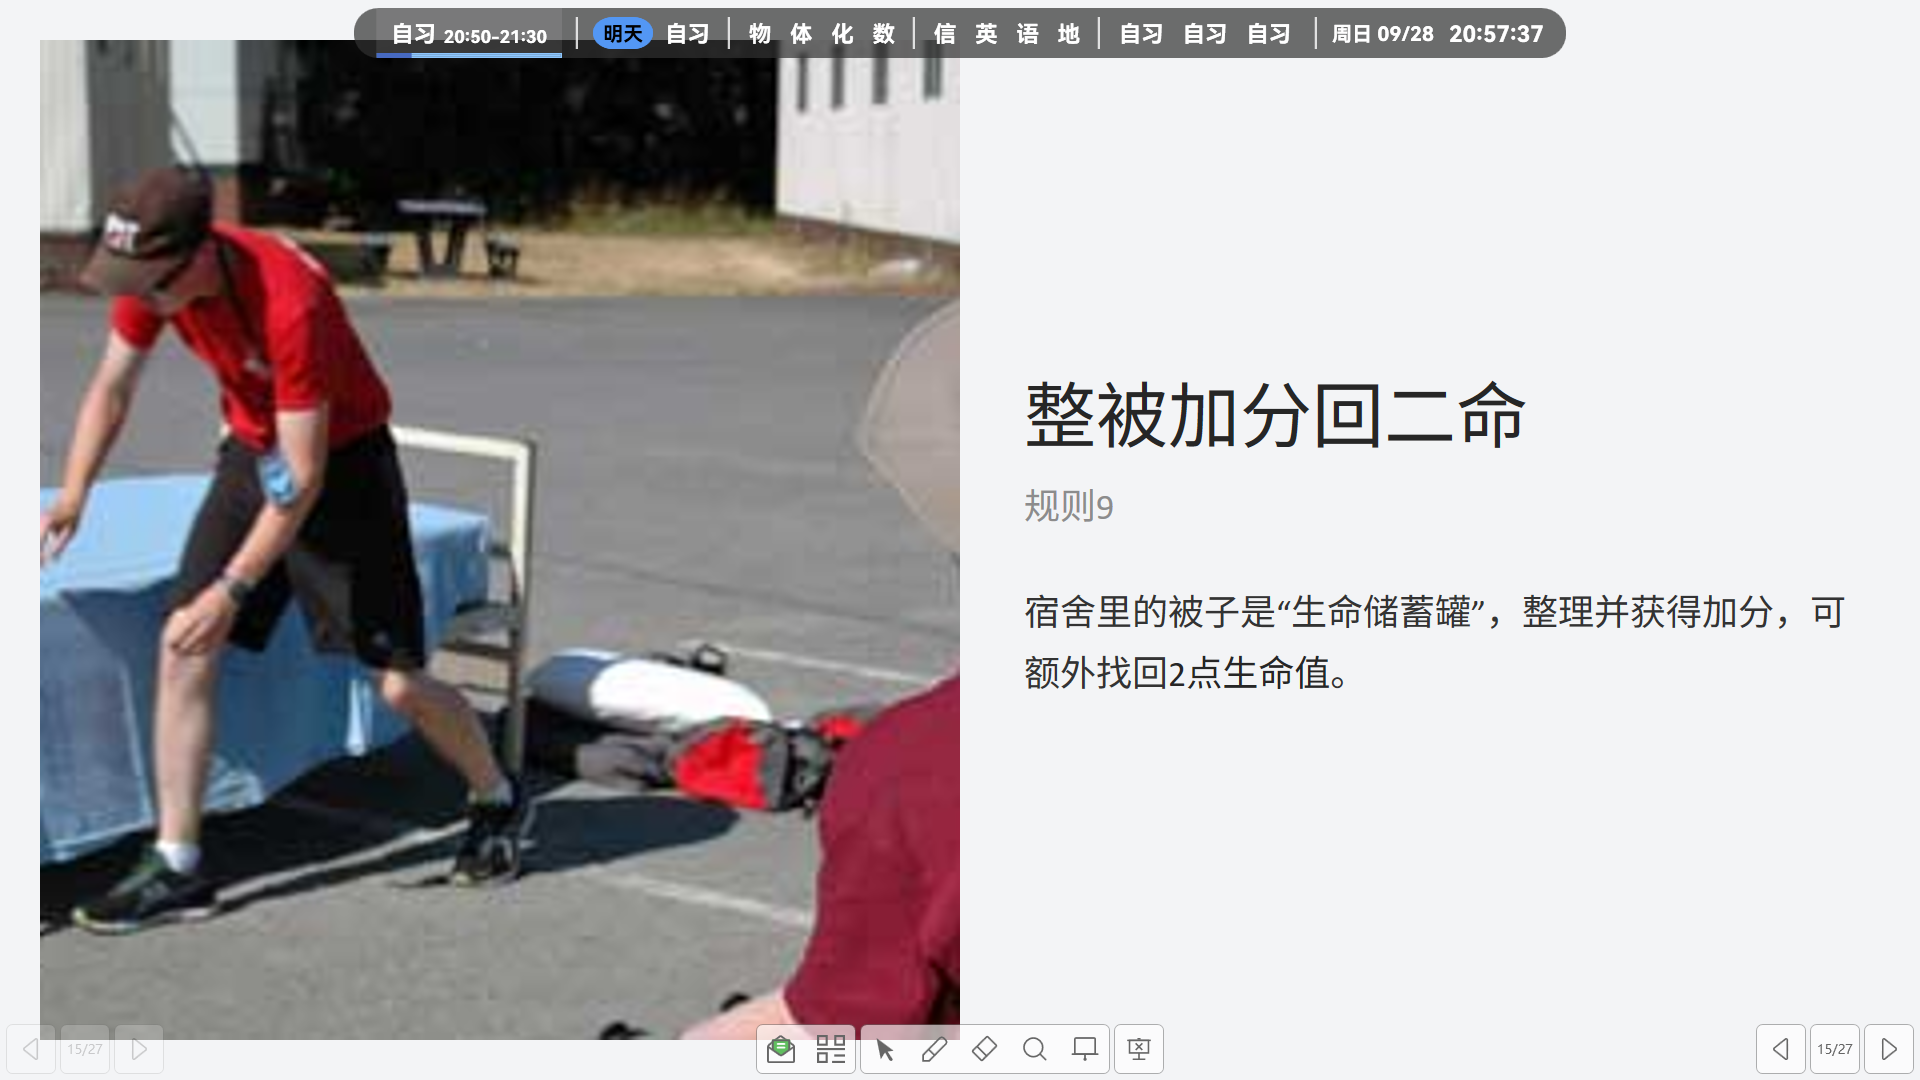 自习 20:50-21:30 明天 自习 物 体 化 数 信 英 语 地 自习 自习 自习 周日 09/28 20:57:37
整被加分回二命
规则9
宿舍里的被子是“生命储蓄罐”，整理并获得加分，可
额外找回2点生命值。
15/27
15/27